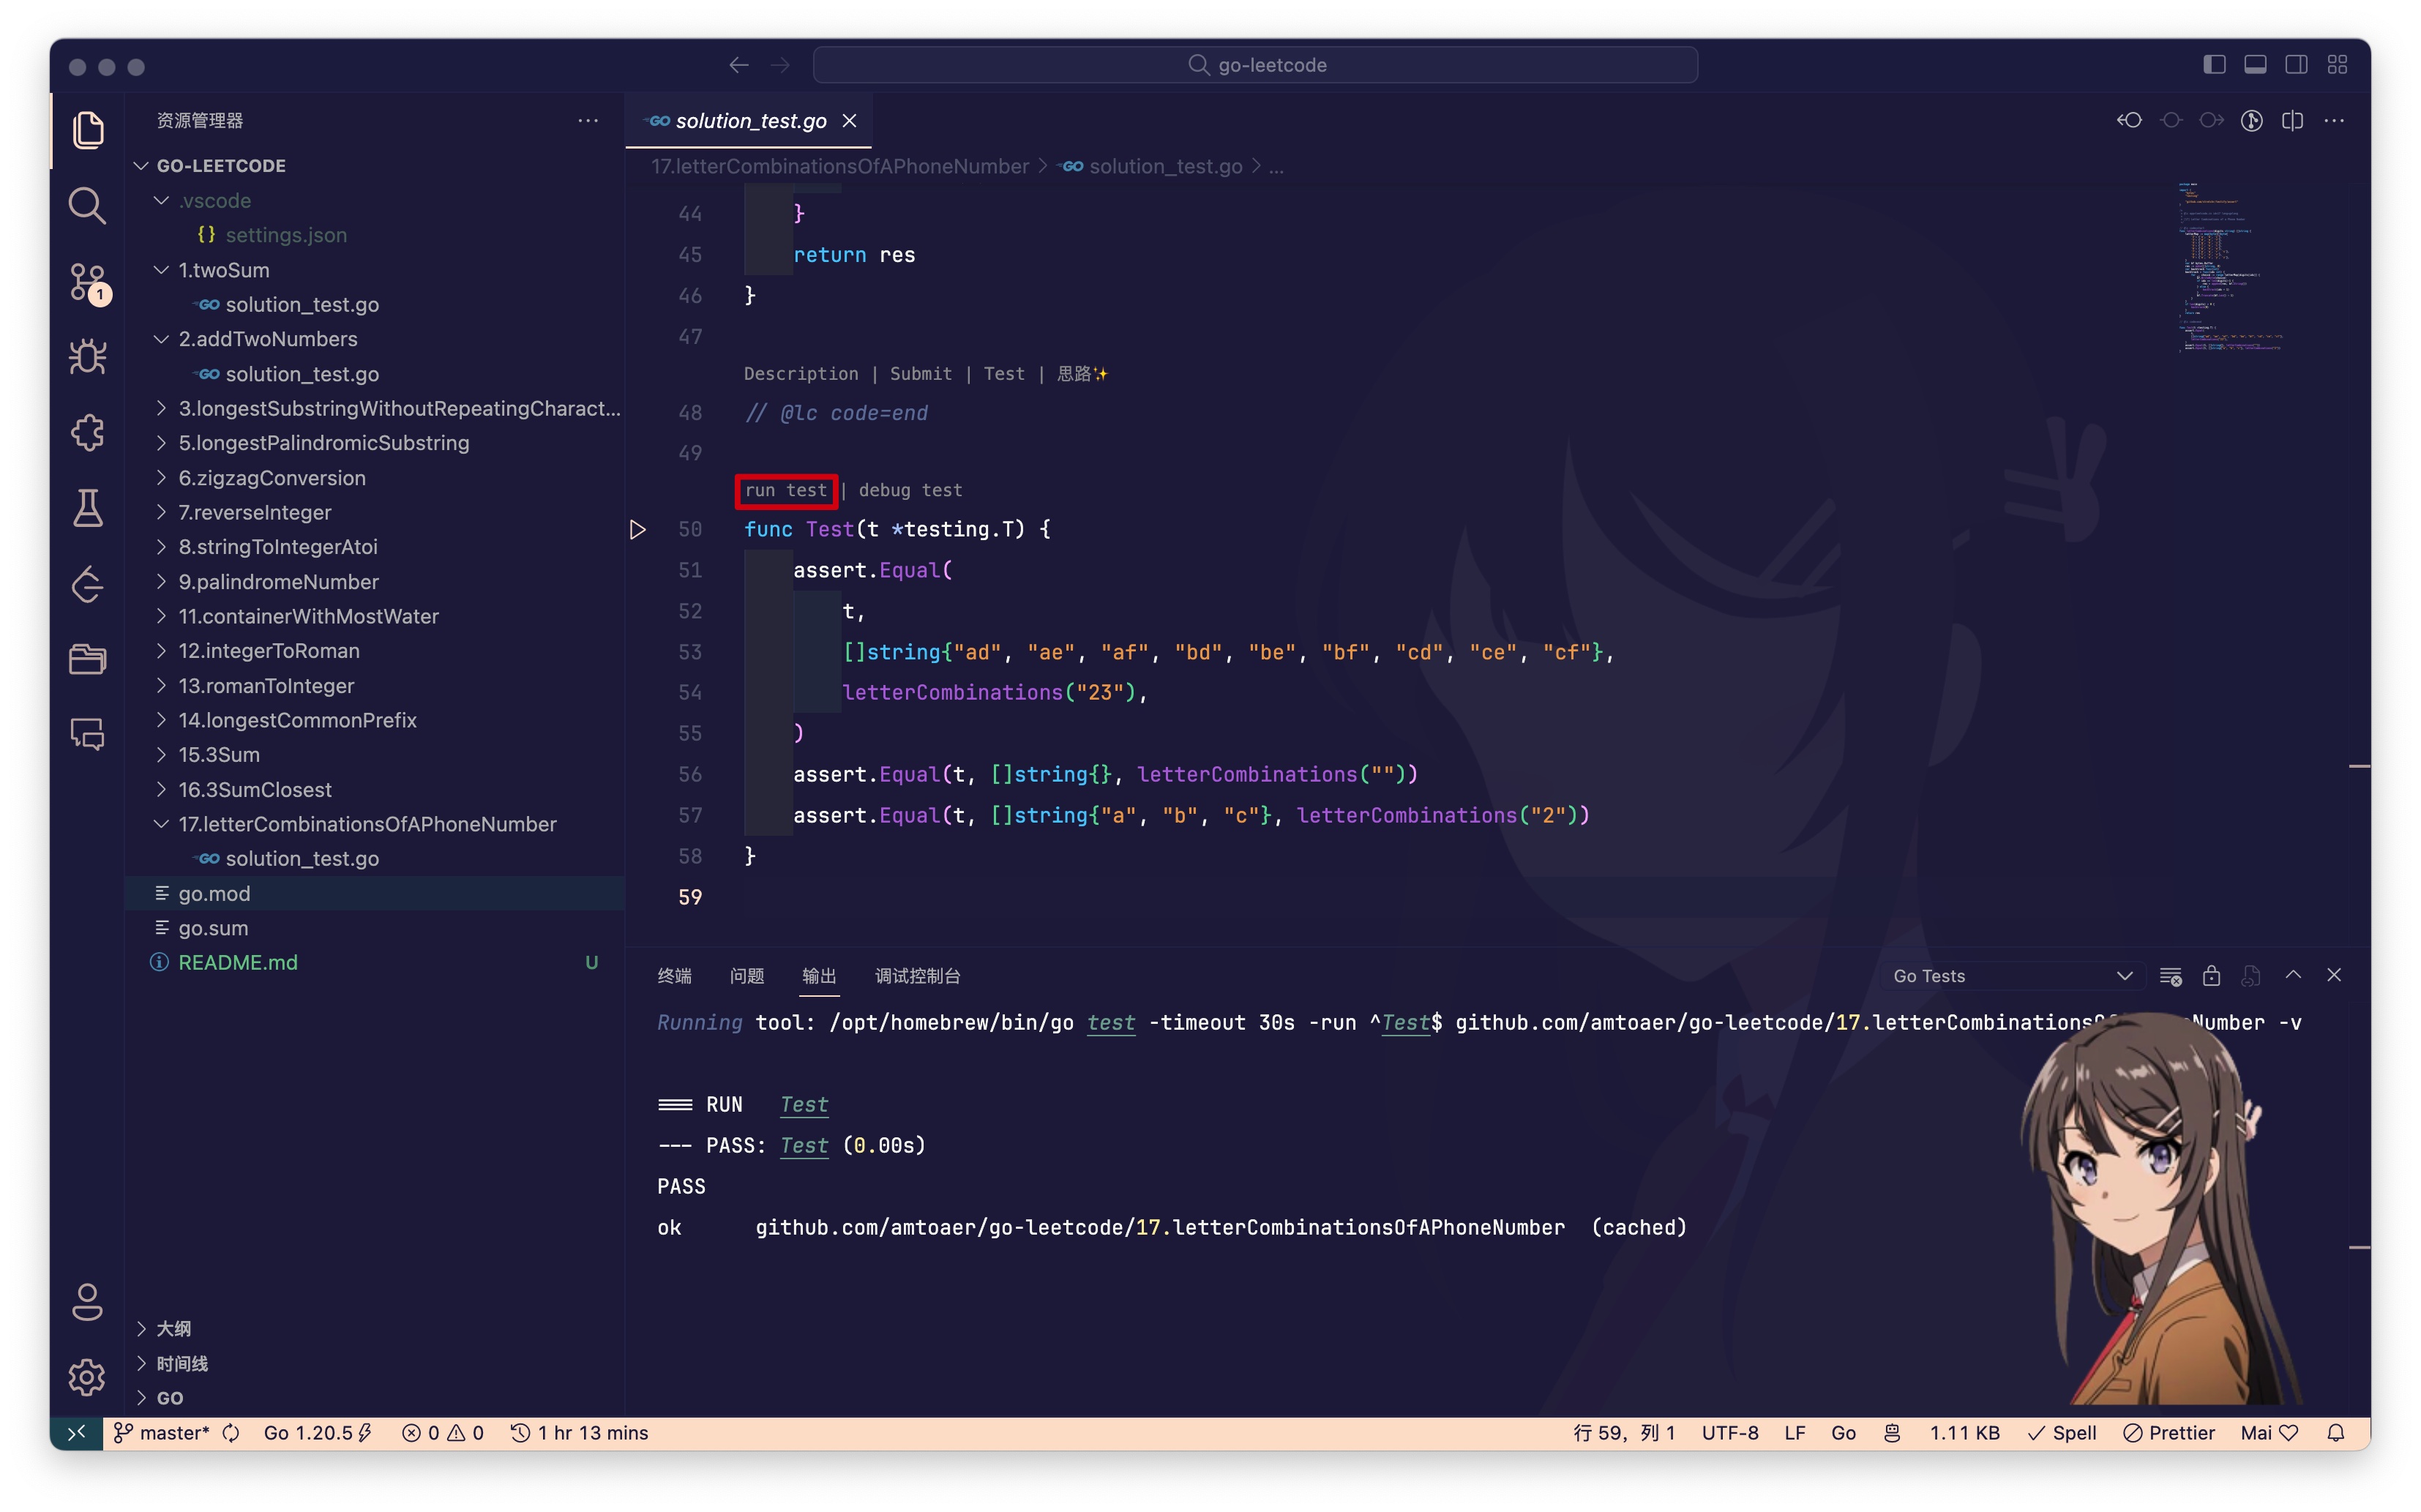 go-leetcode
资源管理器
GO-LEETCODE
.vscode
{} settings.json
1.twoSum
GO solution_test.go
2.addTwoNumbers
GO solution_test.go
3.longestSubstringWithoutRepeatingCharact...
5.longestPalindromicSubstring
6.zigzagConversion
7.reverseInteger
8.stringToIntegerAtoi
9.palindromeNumber
11.containerWithMostWater
12.integerToRoman
13.romanToInteger
14.longestCommonPrefix
15.3Sum
16.3SumClosest
17.letterCombinationsOfAPhoneNumber
GO solution_test.go
go.mod
go.sum
README.md U
大纲
时间线
GO
1
GO solution_test.go
17.letterCombinationsOfAPhoneNumber > GO solution_test.go > ...
44 }
45 return res
46 }
47
Description | Submit | Test | 思路✨
48 // @lc code=end
49
run test | debug test
50 func Test(t *testing.T) {
51 assert.Equal(
52 t,
53 []string{"ad", "ae", "af", "bd", "be", "bf", "cd", "ce", "cf"},
54 letterCombinations("23"),
55 )
56 assert.Equal(t, []string{}, letterCombinations(""))
57 assert.Equal(t, []string{"a", "b", "c"}, letterCombinations("2"))
58 }
59
终端 问题 输出 调试控制台 Go Tests
Running tool: /opt/homebrew/bin/go test -timeout 30s -run ^Test$ github.com/amtoaer/go-leetcode/17.letterCombinations Number -v
=== RUN Test
--- PASS: Test (0.00s)
PASS
ok github.com/amtoaer/go-leetcode/17.letterCombinationsOfAPhoneNumber (cached)
master* Go 1.20.5 0 0 1 hr 13 mins 行 59，列 1 UTF-8 LF Go 1.11 KB Spell Prettier Mai ♡